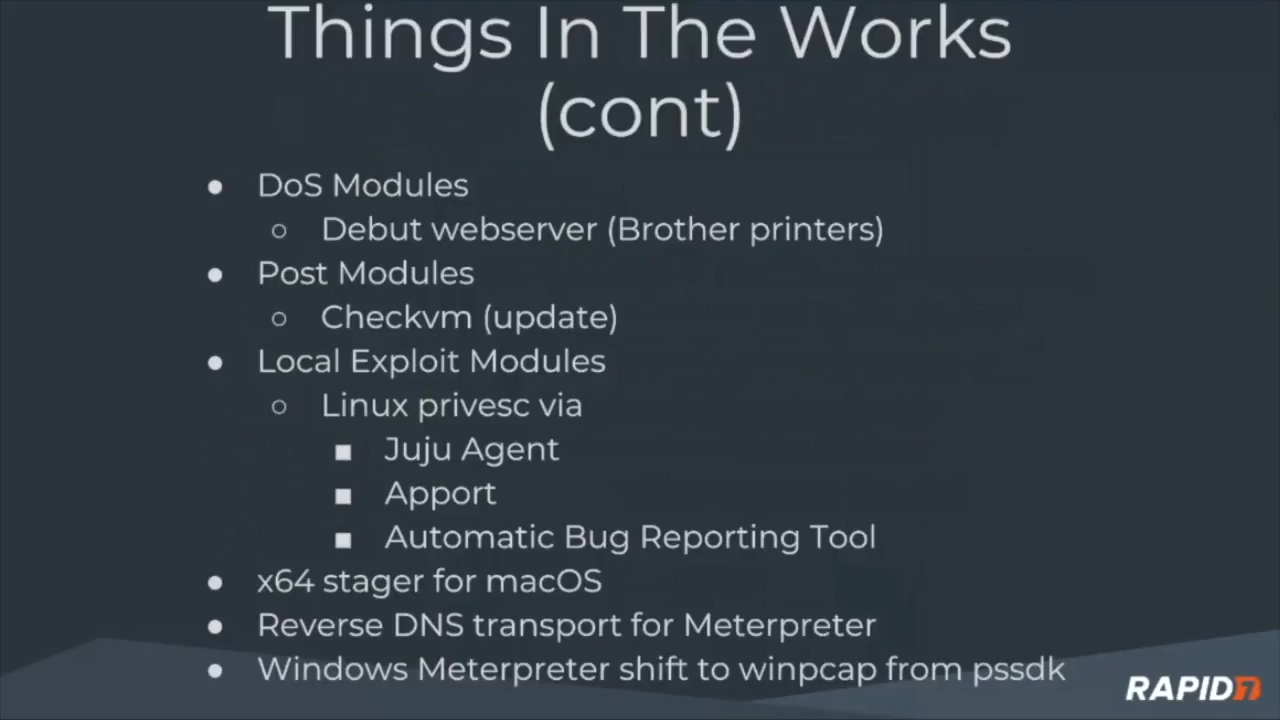 Things In The Works
(cont)
● DoS Modules
○ Debut webserver (Brother printers)
● Post Modules
○ Checkvm (update)
● Local Exploit Modules
○ Linux privesc via
■ Juju Agent
■ Apport
■ Automatic Bug Reporting Tool
● x64 stager for macOS
● Reverse DNS transport for Meterpreter
● Windows Meterpreter shift to winpcap from pssdk
RAPID7